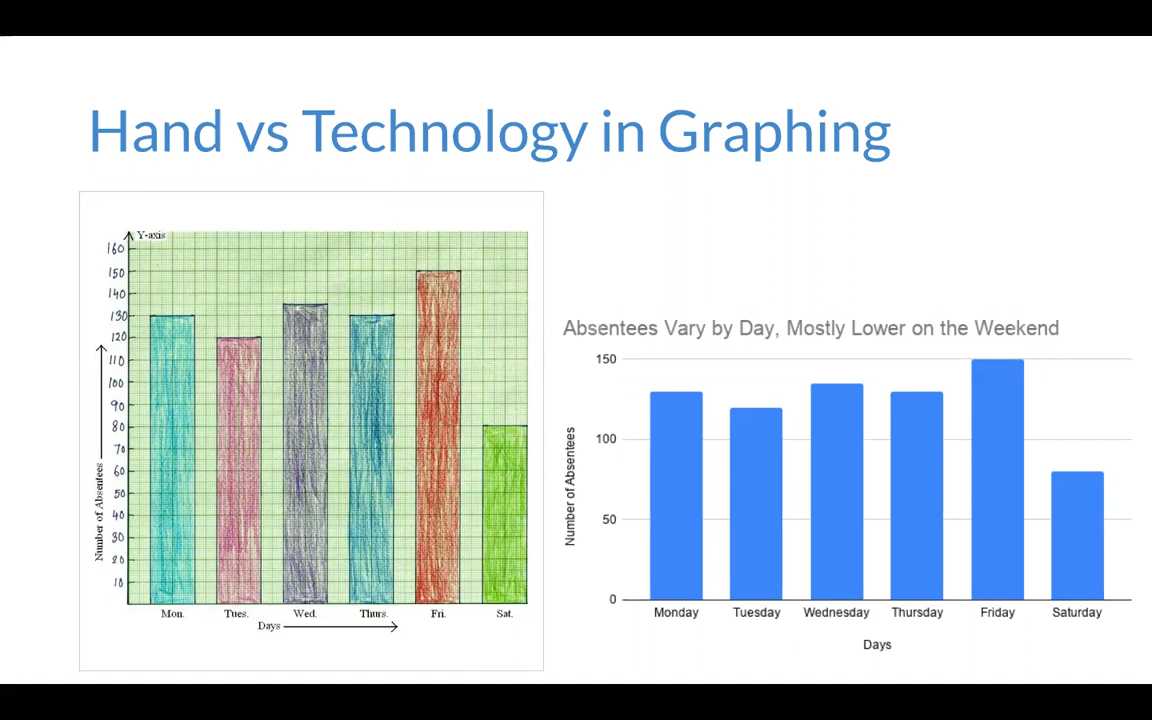 Hand vs Technology in Graphing
Y-axis
160
150
140
130
120
110
100
90
80
70
60
50
40
30
20
10
Number of Absentees
Mon. Tues. Wed. Thurs. Fri. Sat.
Days
Absentees Vary by Day, Mostly Lower on the Weekend
150
100
50
0
Number of Absentees
Monday Tuesday Wednesday Thursday Friday Saturday
Days